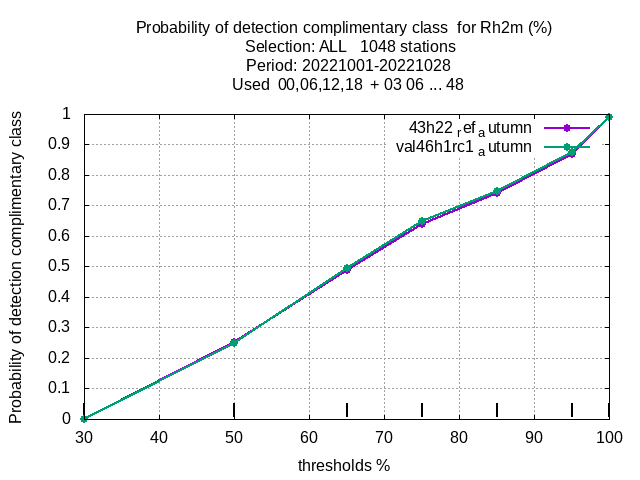 Probability of detection complimentary class  for Rh2m (%)
Selection: ALL   1048 stations
Period: 20221001-20221028
Used  00,06,12,18  + 03 06 ... 48
43h22 ref autumn
val46h1rc1 autumn
Probability of detection complimentary class
1
0.9
0.8
0.7
0.6
0.5
0.4
0.3
0.2
0.1
0
30 40 50 60 70 80 90 100
thresholds %